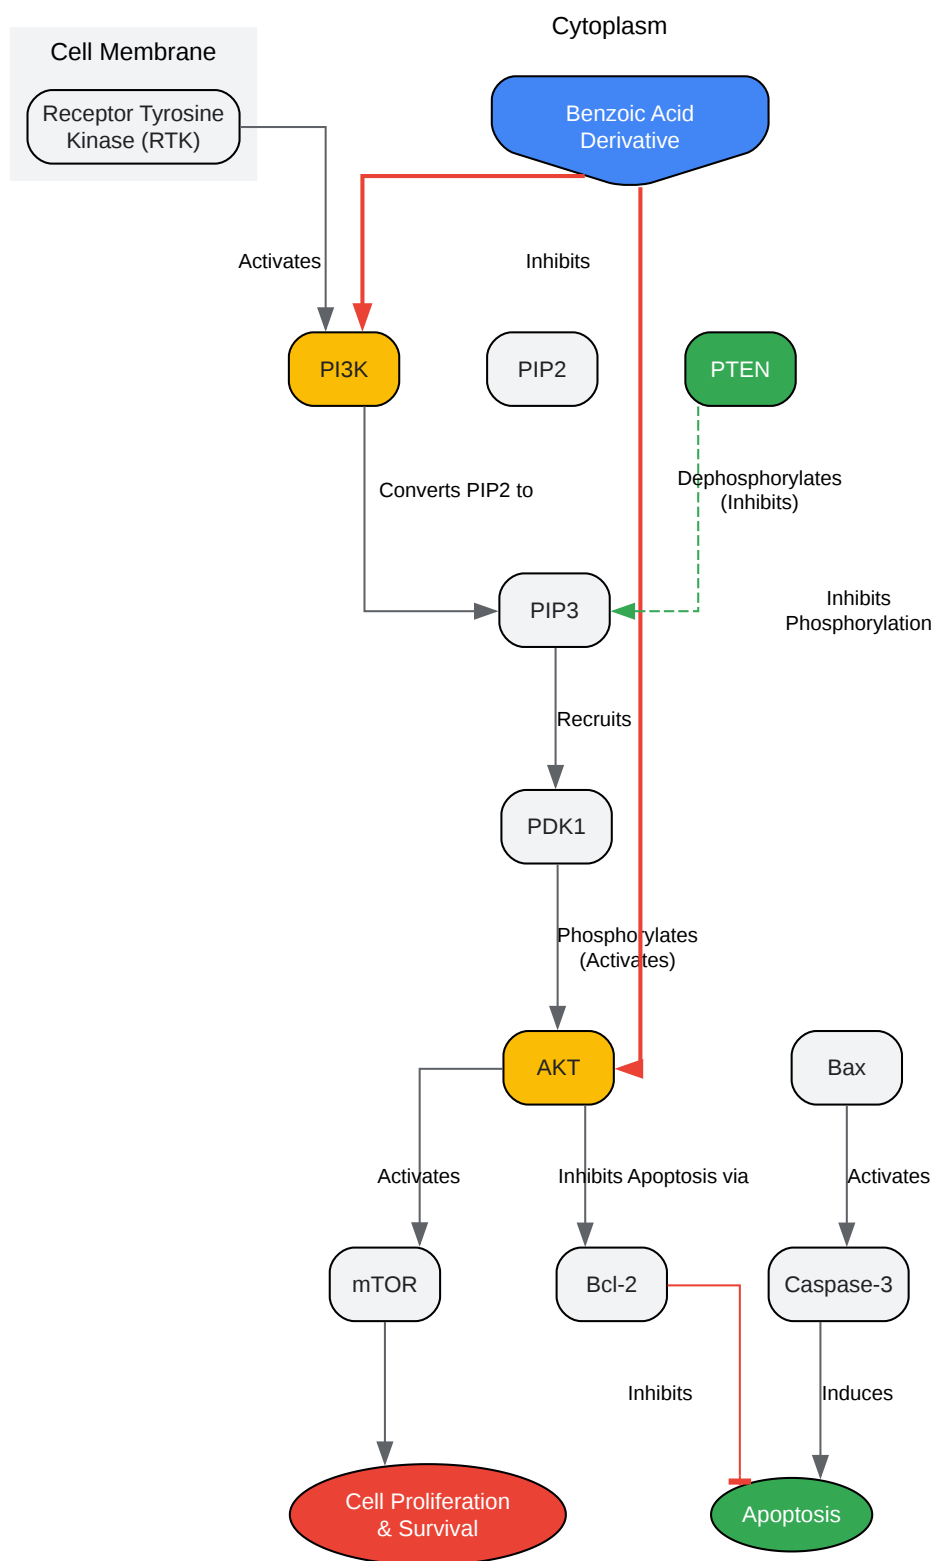 Cytoplasm
Cell Membrane
Receptor Tyrosine
Kinase (RTK)
Benzoic Acid
Derivative
Activates
Inhibits
PI3K
PIP2
PTEN
Converts PIP2 to
Dephosphorylates
(Inhibits)
PIP3
Inhibits
Phosphorylation
Recruits
PDK1
Phosphorylates
(Activates)
AKT
Bax
Activates
Inhibits Apoptosis via
Activates
mTOR
Bcl-2
Caspase-3
Inhibits
Induces
Cell Proliferation
& Survival
Apoptosis